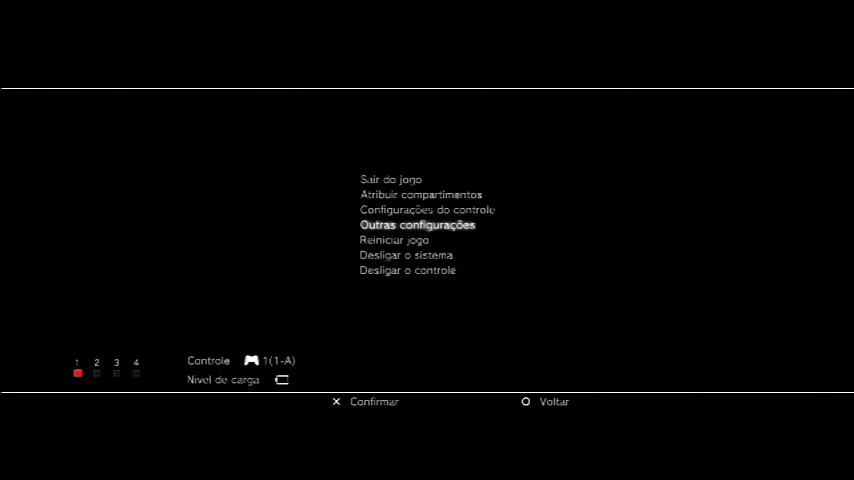 Sair do jogo
Atribuir compartimentos
Configurações do controle
Outras configurações
Reiniciar jogo
Desligar o sistema
Desligar o controle
1 2 3 4
Controle 1(1-A)
Nível de carga
Confirmar Voltar